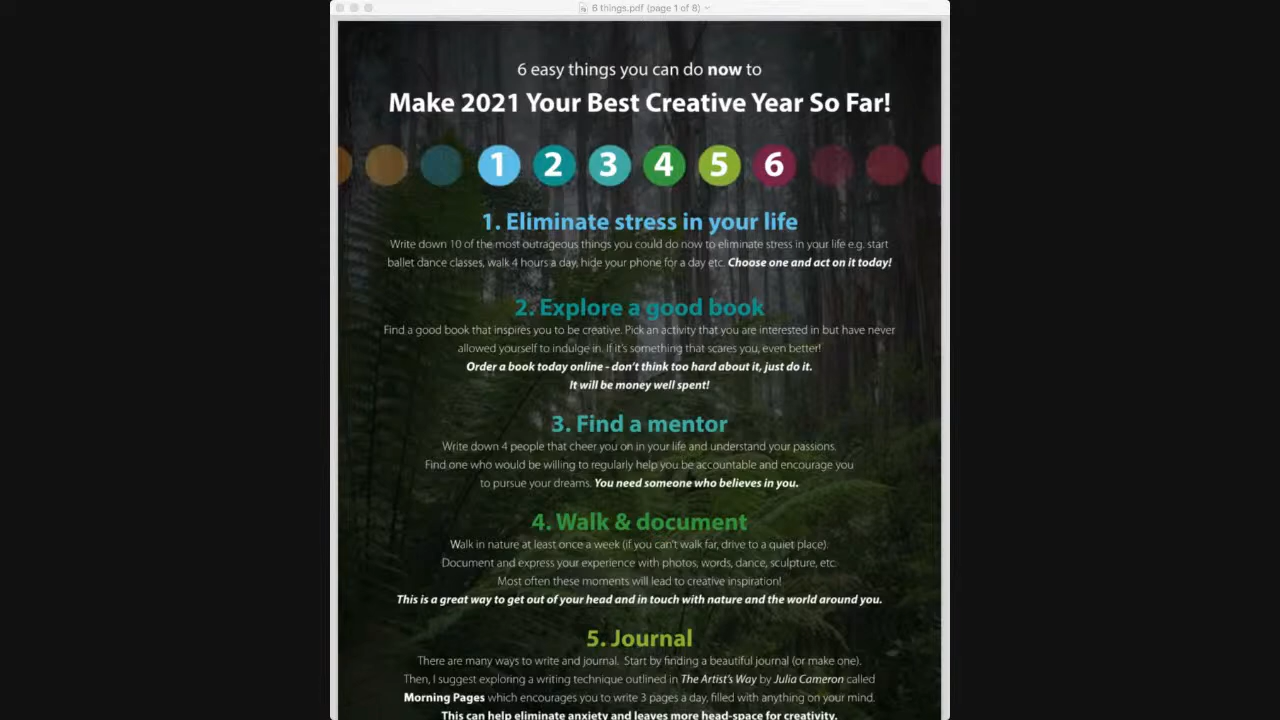 6 things.pdf (page 1 of 8)
6 easy things you can do now to
Make 2021 Your Best Creative Year So Far!
1 2 3 4 5 6
1. Eliminate stress in your life
Write down 10 of the most outrageous things you could do now to eliminate stress in your life e.g. start
ballet dance classes, walk 4 hours a day, hide your phone for a day etc. Choose one and act on it today!
2. Explore a good book
Find a good book that inspires you to be creative. Pick an activity that you are interested in but have never
allowed yourself to indulge in. If it's something that scares you, even better!
Order a book today online - don't think too hard about it, just do it.
It will be money well spent!
3. Find a mentor
Write down 4 people that cheer you on in your life and understand your passions.
Find one who would be willing to regularly help you be accountable and encourage you
to pursue your dreams. You need someone who believes in you.
4. Walk & document
Walk in nature at least once a week (if you can't walk far, drive to a quiet place).
Document and express your experience with photos, words, dance, sculpture, etc.
Most often these moments will lead to creative inspiration!
This is a great way to get out of your head and in touch with nature and the world around you.
5. Journal
There are many ways to write and journal. Start by finding a beautiful journal (or make one).
Then, I suggest exploring a writing technique outlined in The Artist's Way by Julia Cameron called
Morning Pages which encourages you to write 3 pages a day, filled with anything on your mind.
This can help eliminate anxiety and leaves more head-space for creativity.